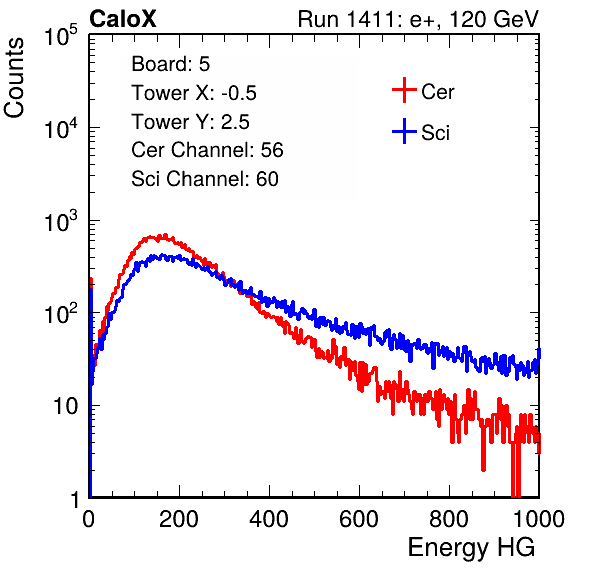 CaloX
Run 1411: e+, 120 GeV
Counts
10^5
10^4
10^3
10^2
10
1
Board: 5
Tower X: -0.5
Tower Y: 2.5
Cer Channel: 56
Sci Channel: 60
Cer
Sci
0 200 400 600 800 1000
Energy HG